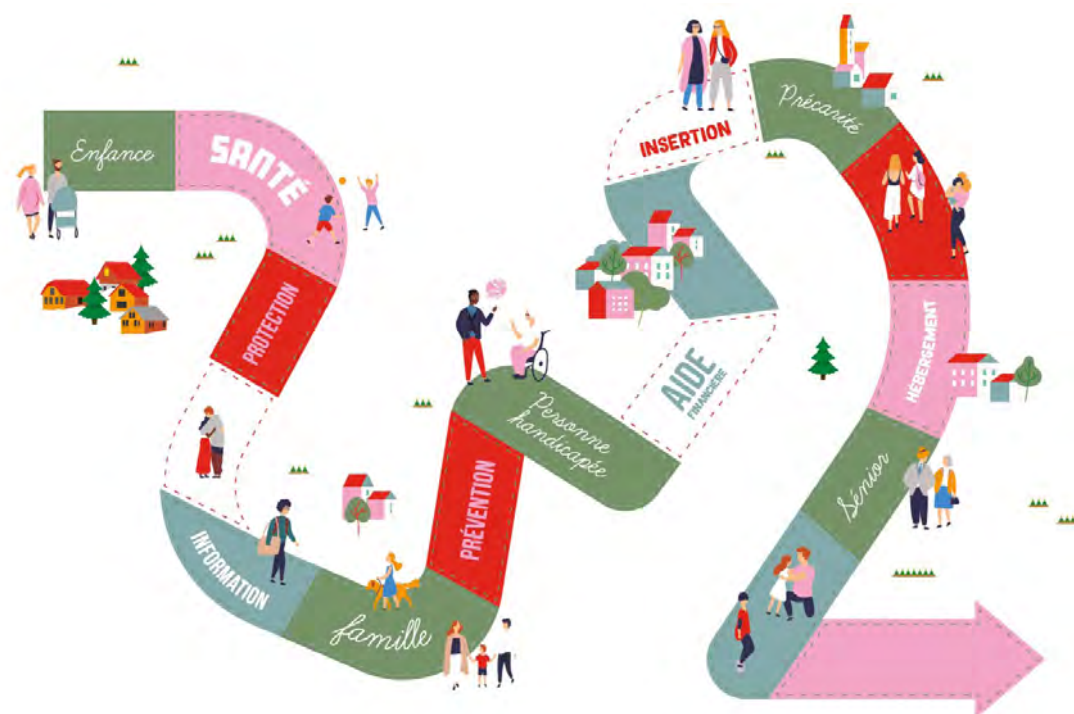 Enfance
SANTÉ
PROTECTION
INFORMATION
famille
PRÉVENTION
Personne
handicapée
AIDE
FINANCIÈRE
INSERTION
Précarité
HÉBERGEMENT
Sénior